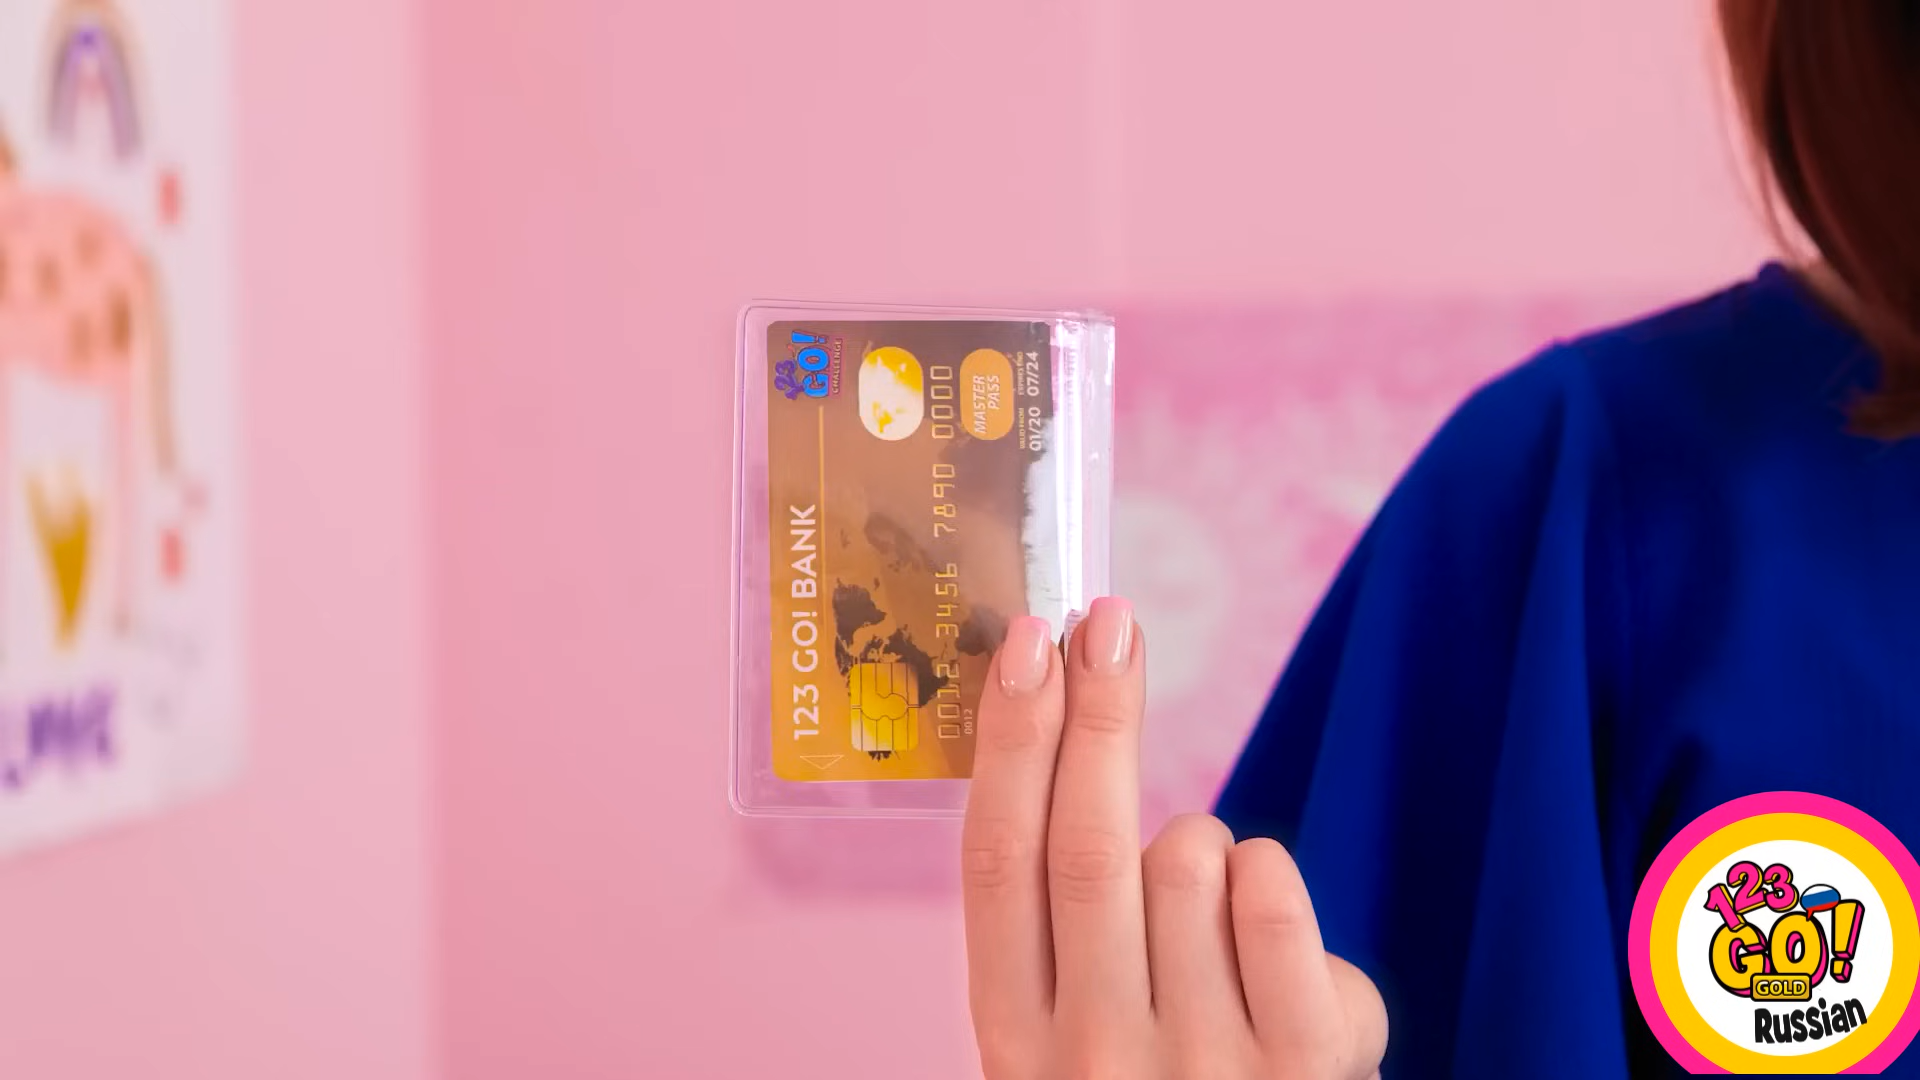 123 GO! BANK
123
GO!
CHALLENGE
0012 3456 7890 0000
0012
MASTER
PASS
VALID FROM
01/20
EXPIRES END
07/24
123
GO!
GOLD
Russian